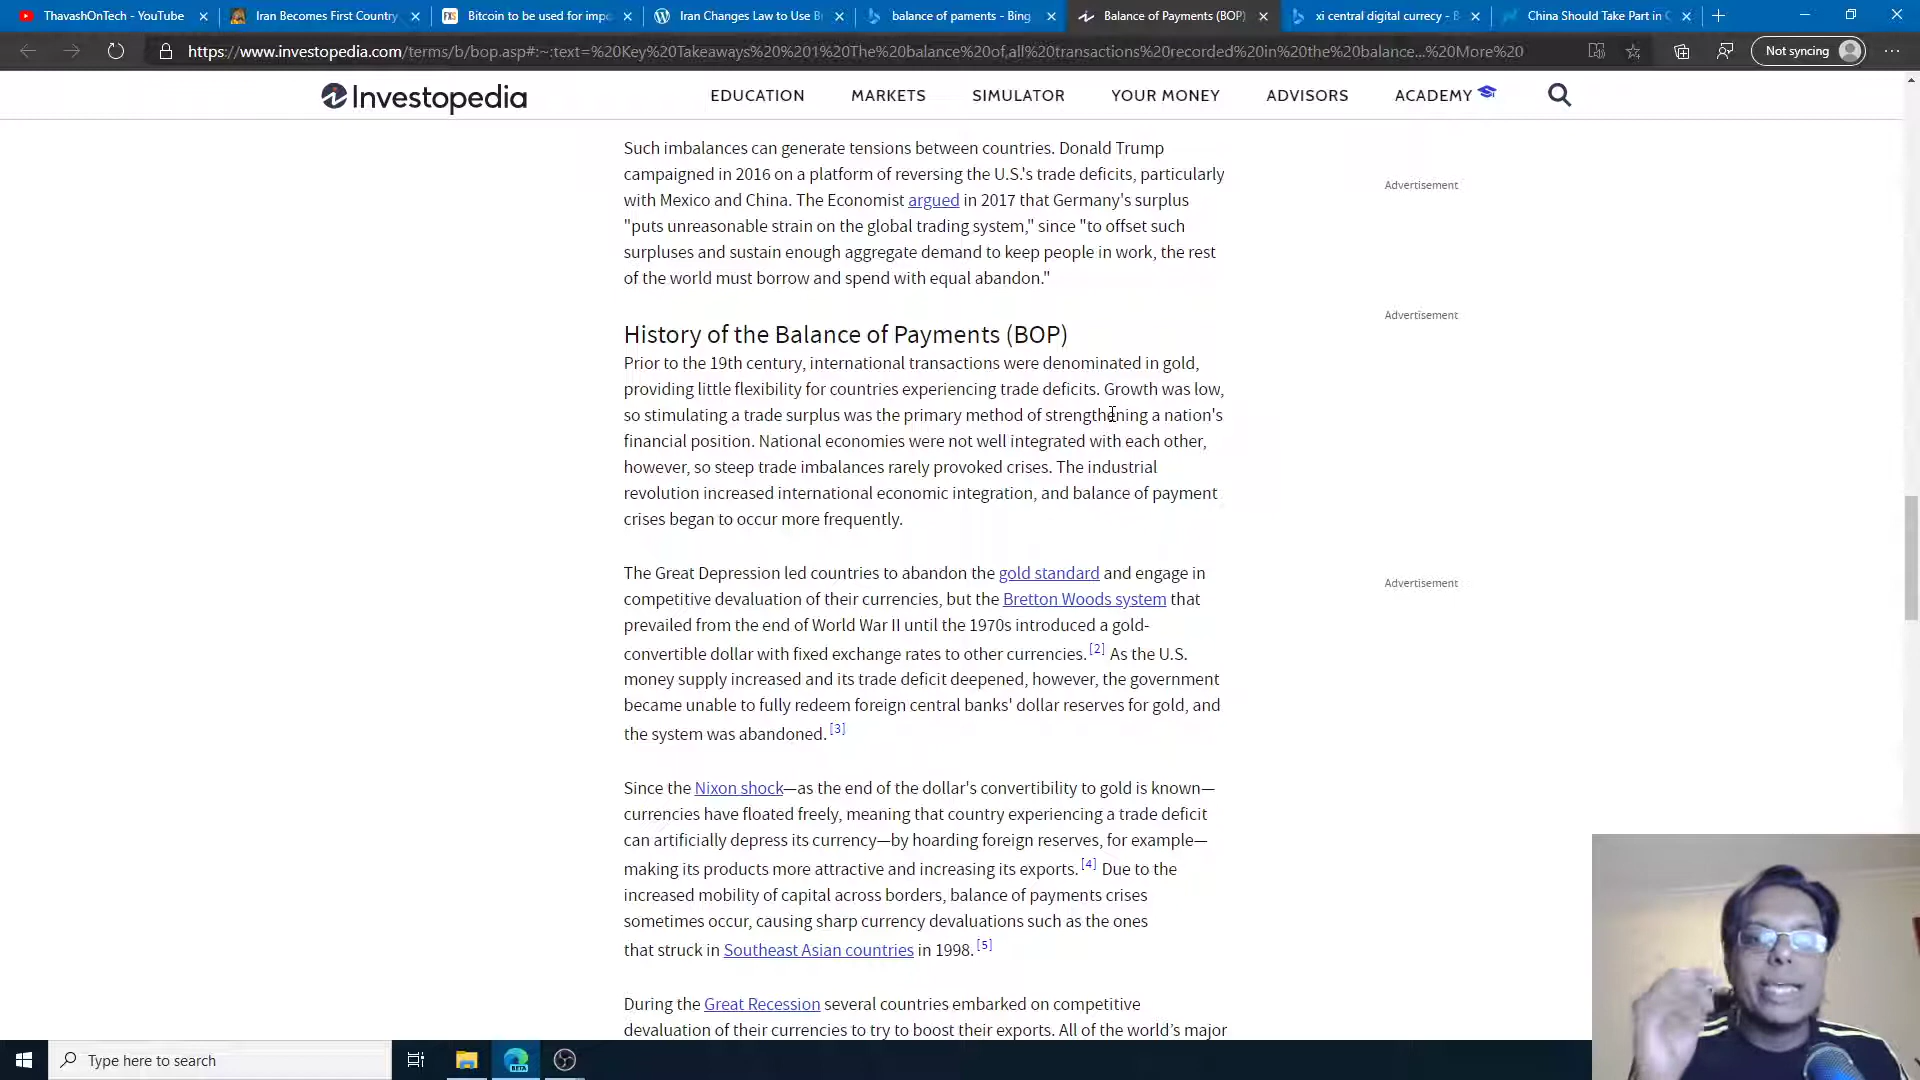 ThavashOnTech - YouTube
Iran Becomes First Country
FXS Bitcoin to be used for impo
Iran Changes Law to Use B
balance of paments - Bing
Balance of Payments (BOP)
xi central digital currecy - B
China Should Take Part in C
https://www.investopedia.com/terms/b/bop.asp#:~:text=%20Key%20Takeaways%20%201%20The%20balance%20of,all%20transactions%20recorded%20in%20the%20balance...%20More%20
Not syncing
Investopedia
EDUCATION MARKETS SIMULATOR YOUR MONEY ADVISORS ACADEMY
Such imbalances can generate tensions between countries. Donald Trump
campaigned in 2016 on a platform of reversing the U.S.'s trade deficits, particularly
with Mexico and China. The Economist argued in 2017 that Germany's surplus
"puts unreasonable strain on the global trading system," since "to offset such
surpluses and sustain enough aggregate demand to keep people in work, the rest
of the world must borrow and spend with equal abandon."
Advertisement
Advertisement
History of the Balance of Payments (BOP)
Prior to the 19th century, international transactions were denominated in gold,
providing little flexibility for countries experiencing trade deficits. Growth was low,
so stimulating a trade surplus was the primary method of strengthening a nation's
financial position. National economies were not well integrated with each other,
however, so steep trade imbalances rarely provoked crises. The industrial
revolution increased international economic integration, and balance of payment
crises began to occur more frequently.
Advertisement
The Great Depression led countries to abandon the gold standard and engage in
competitive devaluation of their currencies, but the Bretton Woods system that
prevailed from the end of World War II until the 1970s introduced a gold-
convertible dollar with fixed exchange rates to other currencies. [2] As the U.S.
money supply increased and its trade deficit deepened, however, the government
became unable to fully redeem foreign central banks' dollar reserves for gold, and
the system was abandoned. [3]
Since the Nixon shock—as the end of the dollar's convertibility to gold is known—
currencies have floated freely, meaning that country experiencing a trade deficit
can artificially depress its currency—by hoarding foreign reserves, for example—
making its products more attractive and increasing its exports. [4] Due to the
increased mobility of capital across borders, balance of payments crises
sometimes occur, causing sharp currency devaluations such as the ones
that struck in Southeast Asian countries in 1998. [5]
During the Great Recession several countries embarked on competitive
devaluation of their currencies to try to boost their exports. All of the world's major
Type here to search
BETA